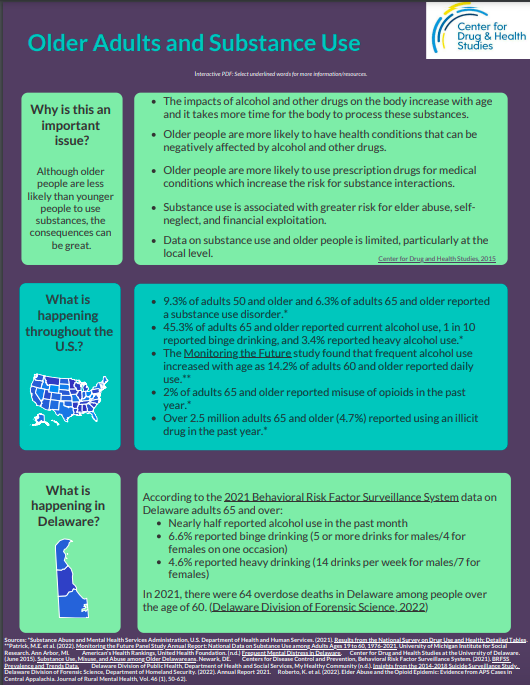 Older Adults and Substance Use
Center for
Drug & Health
Studies
Interactive PDF: Select underlined words for more information/resources.
Why is this an
important
issue?
Although older
people are less
likely than younger
people to use
substances, the
consequences can
be great.
• The impacts of alcohol and other drugs on the body increase with age
and it takes more time for the body to process these substances.
• Older people are more likely to have health conditions that can be
negatively affected by alcohol and other drugs.
• Older people are more likely to use prescription drugs for medical
conditions which increase the risk for substance interactions.
• Substance use is associated with greater risk for elder abuse, self-
neglect, and financial exploitation.
• Data on substance use and older people is limited, particularly at the
local level.
Center for Drug and Health Studies, 2015
What is
happening
throughout the
U.S.?
• 9.3% of adults 50 and older and 6.3% of adults 65 and older reported
a substance use disorder.*
• 45.3% of adults 65 and older reported current alcohol use, 1 in 10
reported binge drinking, and 3.4% reported heavy alcohol use.*
• The Monitoring the Future study found that frequent alcohol use
increased with age as 14.2% of adults 60 and older reported daily
use.**
• 2% of adults 65 and older reported misuse of opioids in the past
year.*
• Over 2.5 million adults 65 and older (4.7%) reported using an illicit
drug in the past year.*
What is
happening in
Delaware?
According to the 2021 Behavioral Risk Factor Surveillance System data on
Delaware adults 65 and over:
• Nearly half reported alcohol use in the past month
• 6.6% reported binge drinking (5 or more drinks for males/4 for
females on one occasion)
• 4.6% reported heavy drinking (14 drinks per week for males/7 for
females)
In 2021, there were 64 overdose deaths in Delaware among people over
the age of 60. (Delaware Division of Forensic Science, 2022)
Sources: *Substance Abuse and Mental Health Services Administration, U.S. Department of Health and Human Services. (2021). Results from the National Survey on Drug Use and Health: Detailed Tables.
**Patrick, M.E. et al. (2022). Monitoring the Future Panel Study Annual Report: National Data on Substance Use among Adults Ages 19 to 60, 1976-2021. University of Michigan Institute for Social
Research, Ann Arbor, MI. American's Health Rankings, United Health Foundation. (n.d.) Frequent Mental Distress in Delaware. Center for Drug and Health Studies at the University of Delaware.
(June 2015). Substance Use, Misuse, and Abuse among Older Delawareans. Newark, DE. Centers for Disease Control and Prevention, Behavioral Risk Factor Surveillance System (2021). BRFSS
Prevalence and Trends Data. Delaware Division of Public Health, Department of Health and Social Services, My Healthy Community (n.d.). Insights from the 2014-2018 Suicide Surveillance Study.
Delaware Division of Forensic Science, Department of Homeland Security. (2022). Annual Report 2021. Roberto, K. et al. (2022). Elder Abuse and the Opioid Epidemic: Evidence from APS Cases in
Central Appalachia. Journal of Rural Mental Health, Vol. 46 (1), 50-62).